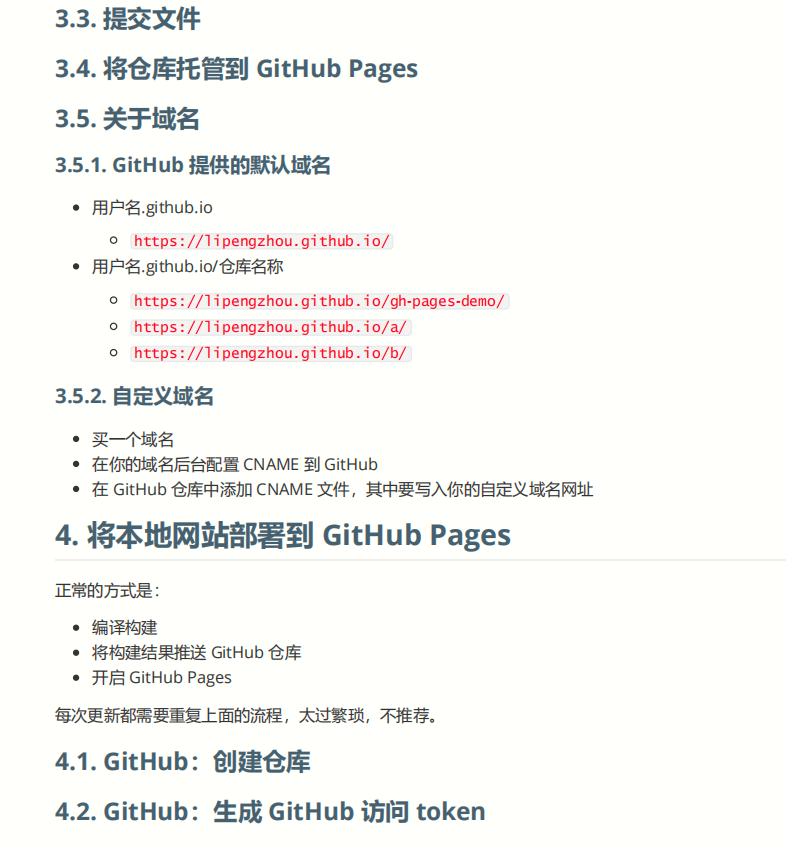 3.3. 提交文件
3.4. 将仓库托管到 GitHub Pages
3.5. 关于域名
3.5.1. GitHub 提供的默认域名
用户名.github.io
https://lipengzhou.github.io/
用户名.github.io/仓库名称
https://lipengzhou.github.io/gh-pages-demo/
https://lipengzhou.github.io/a/
https://lipengzhou.github.io/b/
3.5.2. 自定义域名
买一个域名
在你的域名后台配置 CNAME 到 GitHub
在 GitHub 仓库中添加 CNAME 文件，其中要写入你的自定义域名网址
4. 将本地网站部署到 GitHub Pages
正常的方式是：
编译构建
将构建结果推送 GitHub 仓库
开启 GitHub Pages
每次更新都需要重复上面的流程，太过繁琐，不推荐。
4.1. GitHub：创建仓库
4.2. GitHub：生成 GitHub 访问 token